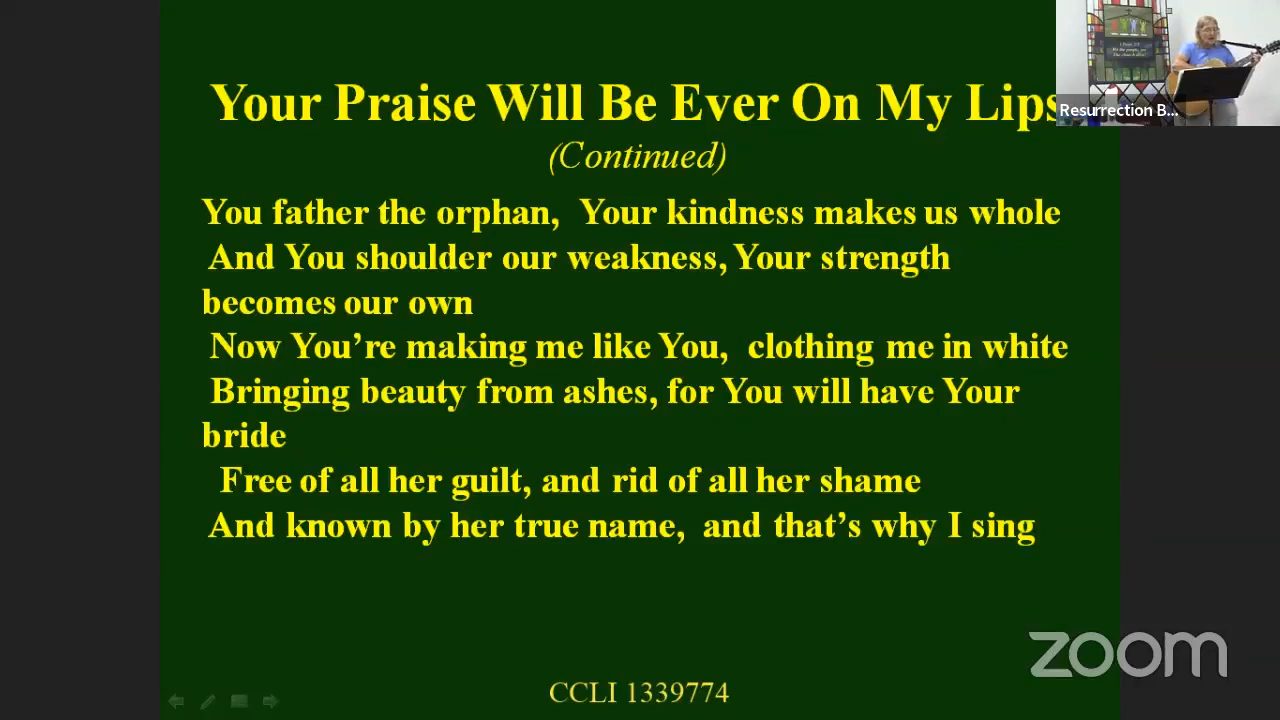 Your Praise Will Be Ever On My Lips
(Continued)
You father the orphan, Your kindness makes us whole
And You shoulder our weakness, Your strength
becomes our own
Now You’re making me like You, clothing me in white
Bringing beauty from ashes, for You will have Your
bride
Free of all her guilt, and rid of all her shame
And known by her true name, and that’s why I sing
CCLI 1339774
Resurrection B...
zoom